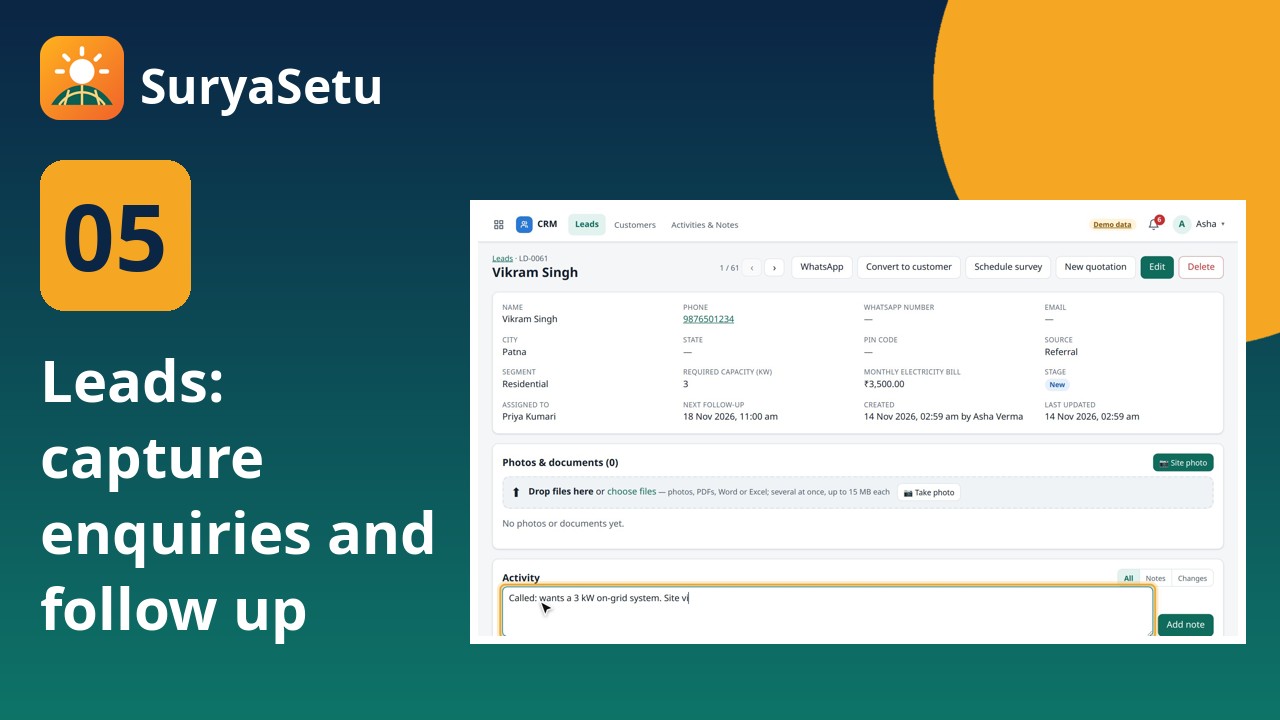 SuryaSetu
05
Leads:
capture
enquiries and
follow up
CRM Leads Customers Activities & Notes Demo data 6 A Asha
Leads · LD-0061
Vikram Singh
1 / 61 ‹ › WhatsApp Convert to customer Schedule survey New quotation Edit Delete
NAME PHONE WHATSAPP NUMBER EMAIL
Vikram Singh 9876501234 — —
CITY STATE PIN CODE SOURCE
Patna — — Referral
SEGMENT REQUIRED CAPACITY (KW) MONTHLY ELECTRICITY BILL STAGE
Residential 3 ₹3,500.00 New
ASSIGNED TO NEXT FOLLOW-UP CREATED LAST UPDATED
Priya Kumari 18 Nov 2026, 11:00 am 14 Nov 2026, 02:59 am by Asha Verma 14 Nov 2026, 02:59 am
Photos & documents (0) Site photo
Drop files here or choose files — photos, PDFs, Word or Excel; several at once, up to 15 MB each Take photo
No photos or documents yet.
Activity All Notes Changes
Called: wants a 3 kW on-grid system. Site vi
Add note